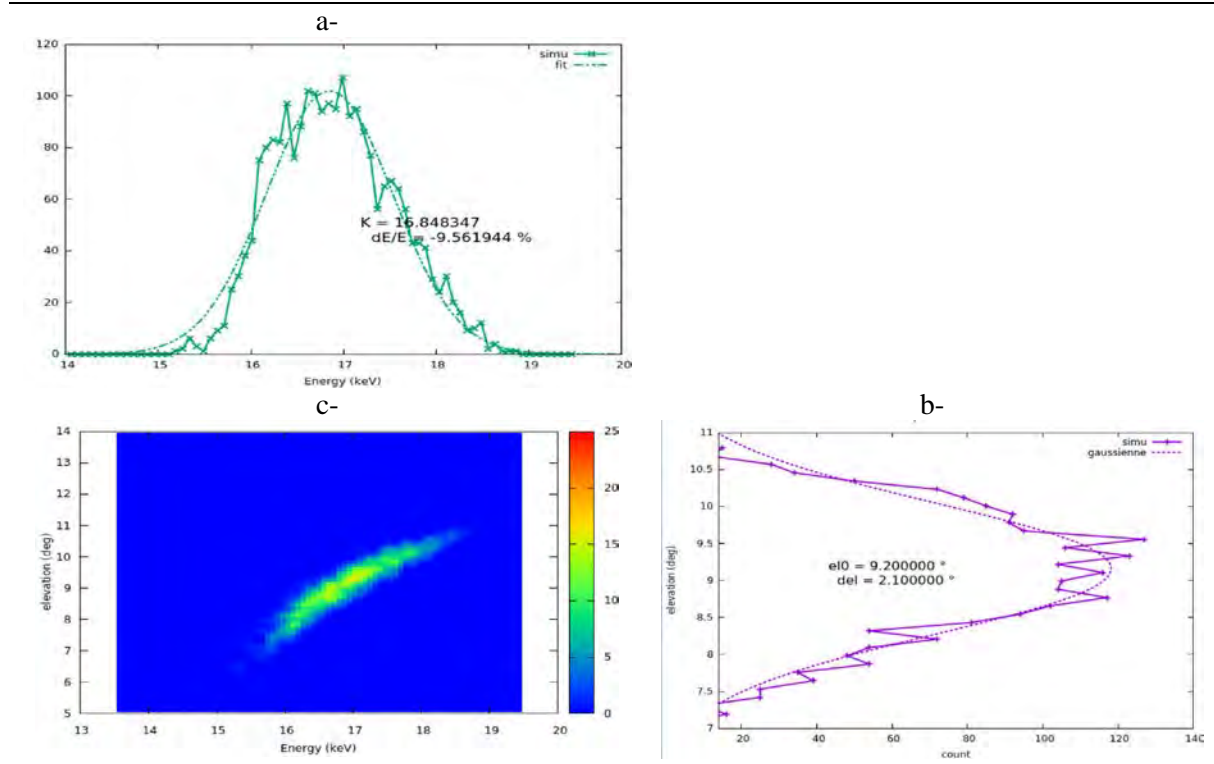 a-
120
100
80
60
40
20
0
simu
fit
K = 16.848347
dE/E = -9.561944 %
14 15 16 17 18 19 20
Energy (keV)
c-
14
13
12
11
10
9
8
7
6
5
elevation (deg)
13 14 15 16 17 18 19 20
Energy (keV)
25
20
15
10
5
0
b-
11
10.5
10
9.5
9
8.5
8
7.5
7
elevation (deg)
simu
gaussienne
el0 = 9.200000 °
del = 2.100000 °
20 40 60 80 100 120 140
count